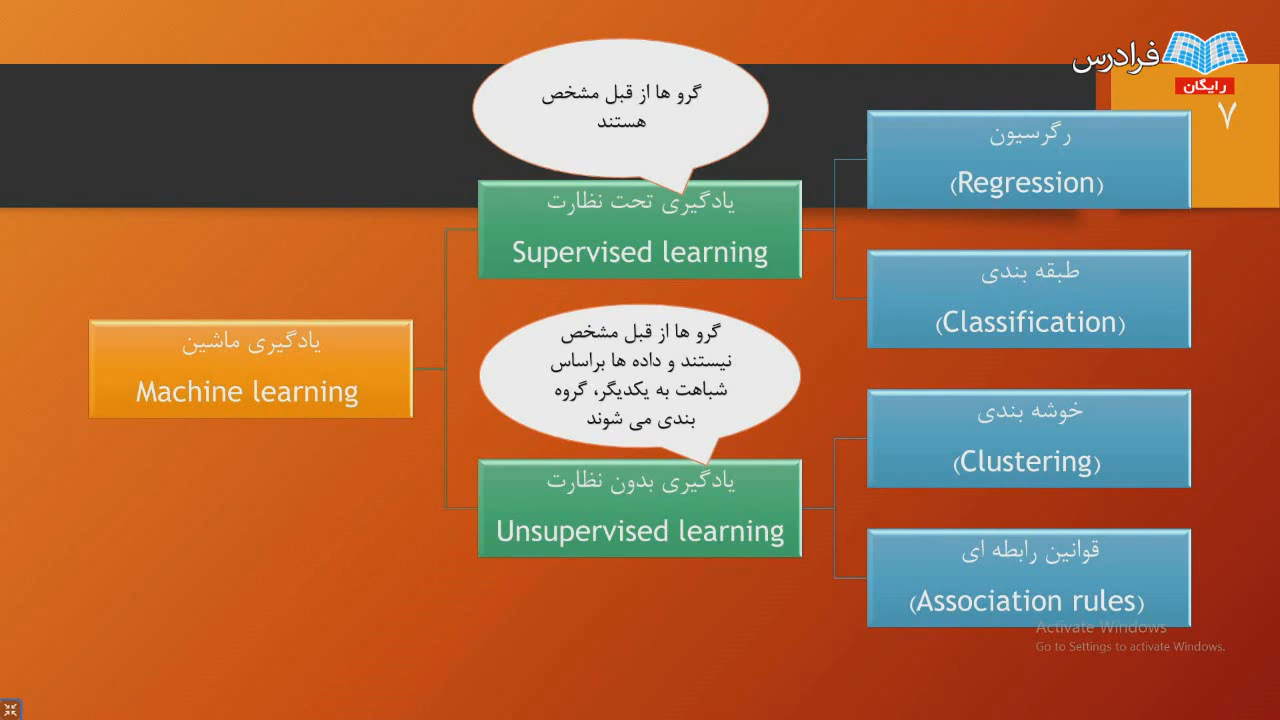 فرادرس
رایگان
۷
گرو ها از قبل مشخص
هستند
یادگیری تحت نظارت
Supervised learning
رگرسیون
(Regression)
طبقه بندی
(Classification)
یادگیری ماشین
Machine learning
گرو ها از قبل مشخص
نیستند و داده ها براساس
شباهت به یکدیگر، گروه
بندی می شوند
یادگیری بدون نظارت
Unsupervised learning
خوشه بندی
(Clustering)
قوانین رابطه ای
(Association rules)
Activate Windows
Go to Settings to activate Windows.